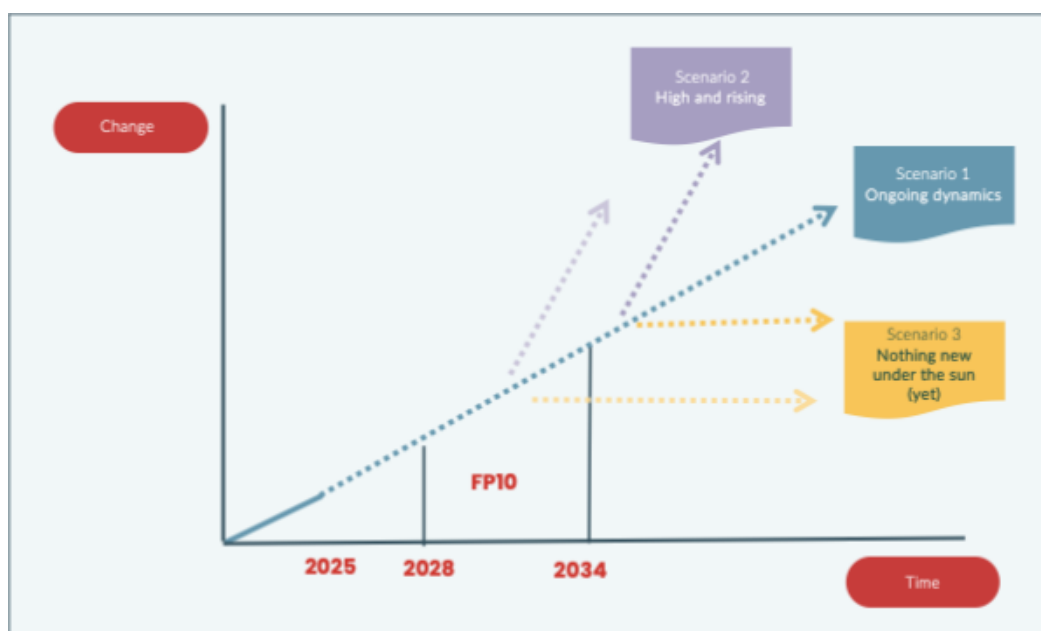 Scenario 2
High and rising
Change
Scenario 1
Ongoing dynamics
Scenario 3
Nothing new
under the sun
(yet)
FP10
2025
2028
2034
Time